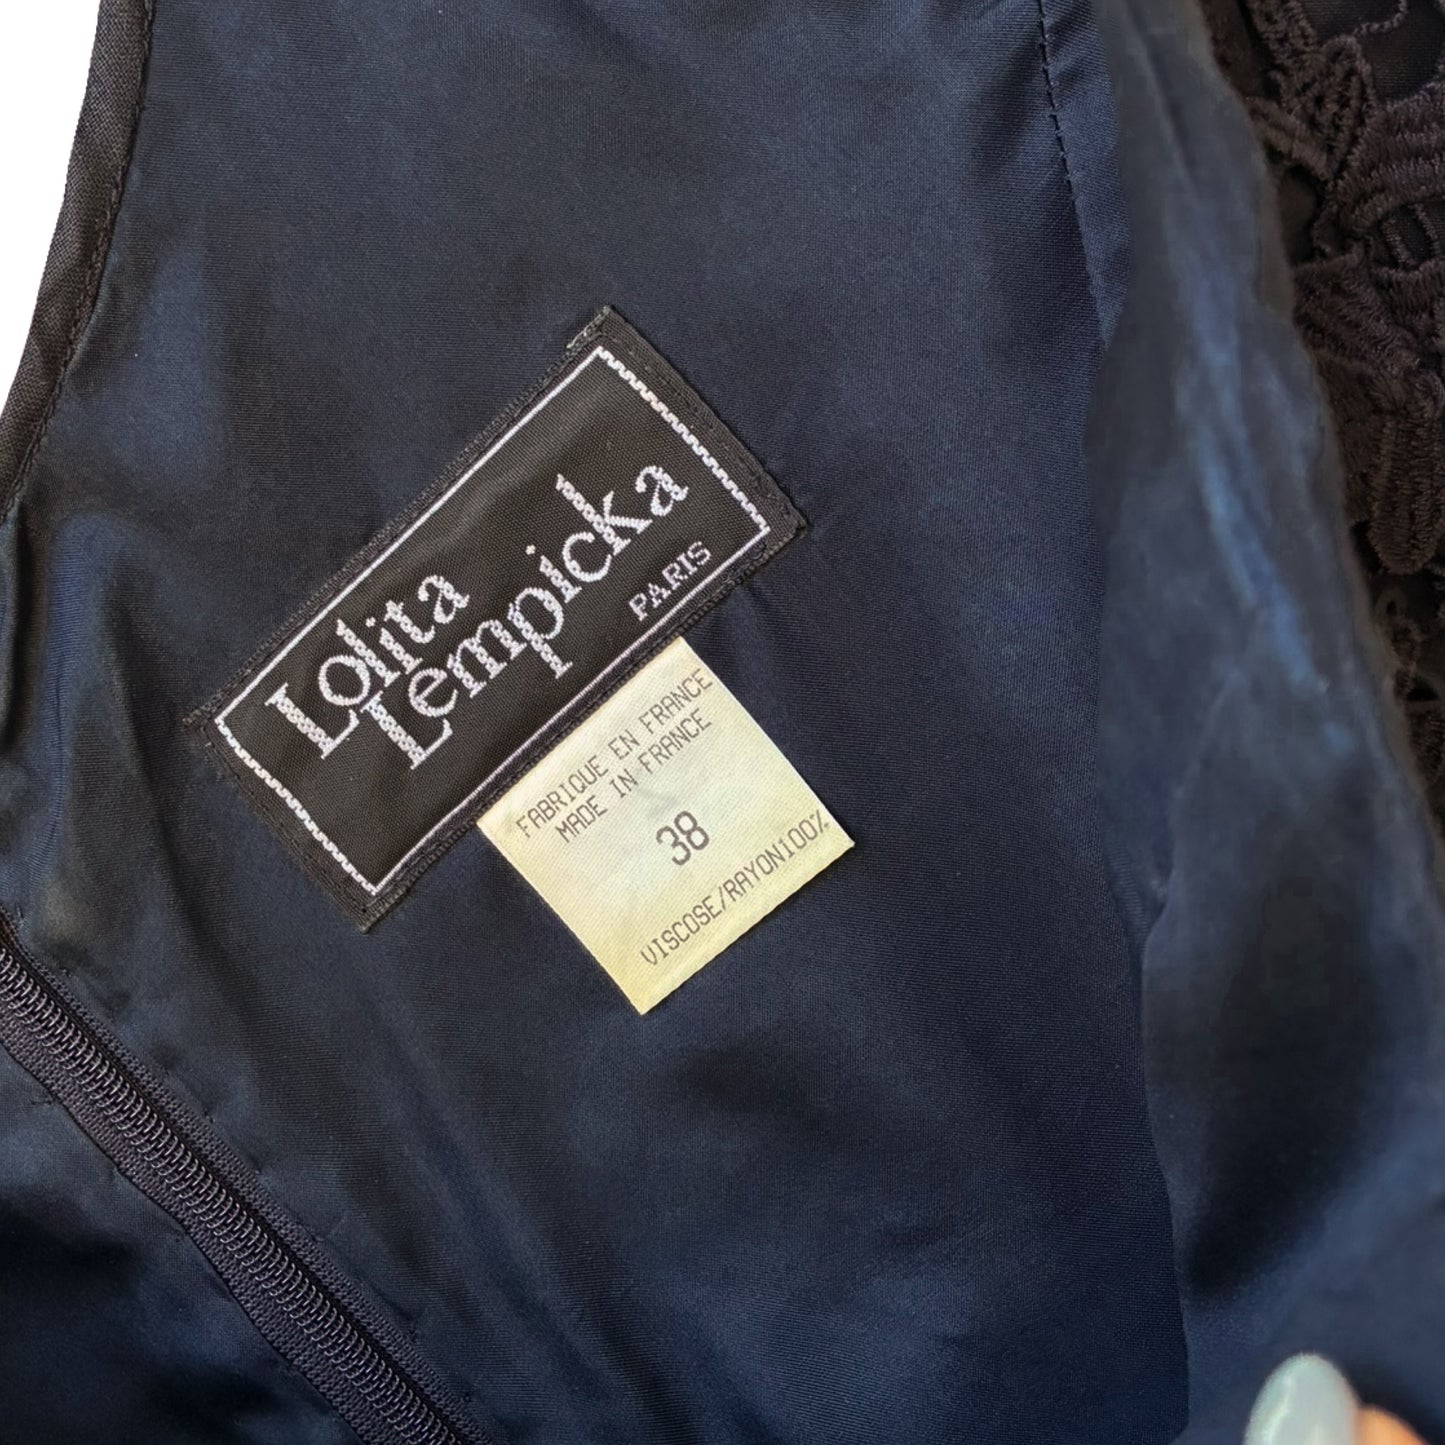 Lolita
Lempicka
PARIS
FABRIQUE EN FRANCE
MADE IN FRANCE
38
VISCOSE/RAYON100%